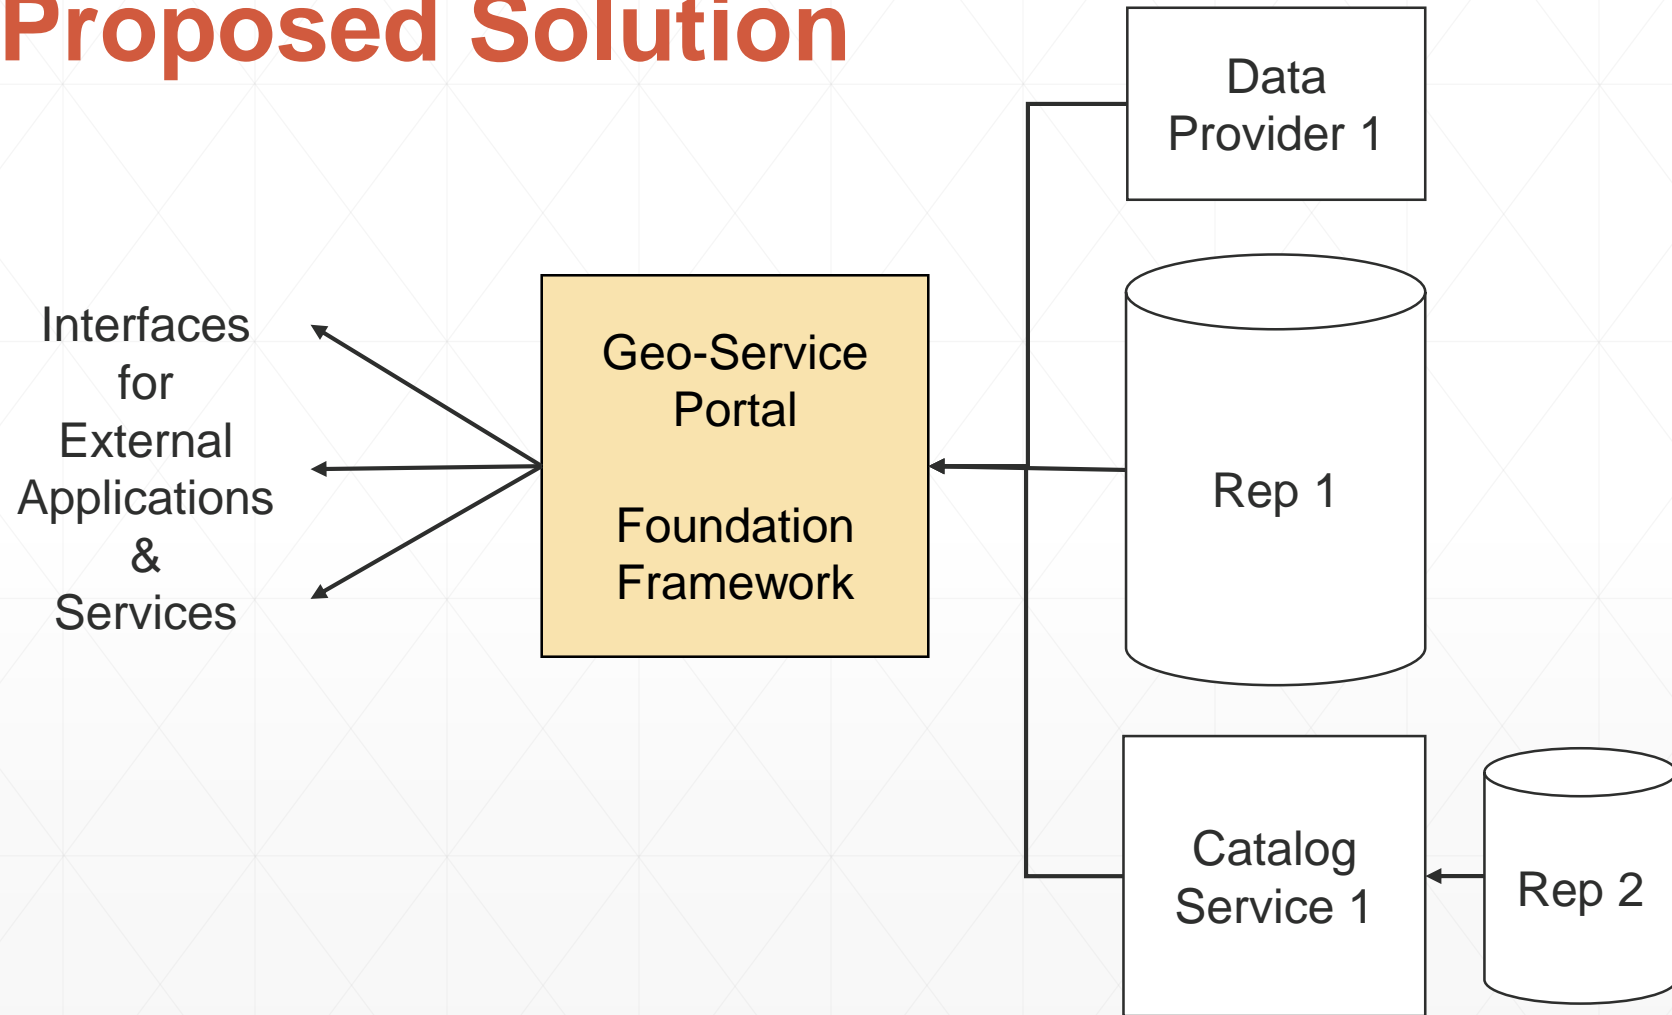 Proposed Solution
Data
Provider 1
Interfaces
for
External
Applications
&
Services
Geo-Service
Portal
Foundation
Framework
Rep 1
Catalog
Service 1
Rep 2